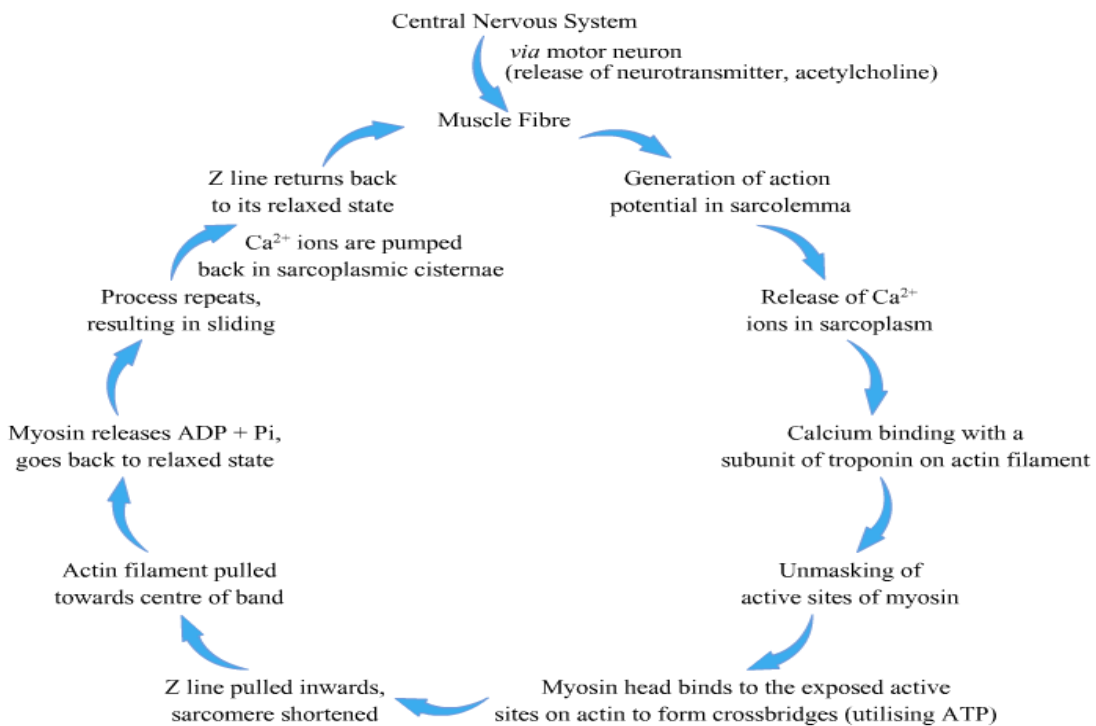 Central Nervous System
via motor neuron
(release of neurotransmitter, acetylcholine)
Muscle Fibre
Generation of action
potential in sarcolemma
Release of Ca²⁺
ions in sarcoplasm
Calcium binding with a
subunit of troponin on actin filament
Unmasking of
active sites of myosin
Myosin head binds to the exposed active
sites on actin to form crossbridges (utilising ATP)
Z line pulled inwards,
sarcomere shortened
Actin filament pulled
towards centre of band
Myosin releases ADP + Pi,
goes back to relaxed state
Process repeats,
resulting in sliding
Ca²⁺ ions are pumped
back in sarcoplasmic cisternae
Z line returns back
to its relaxed state